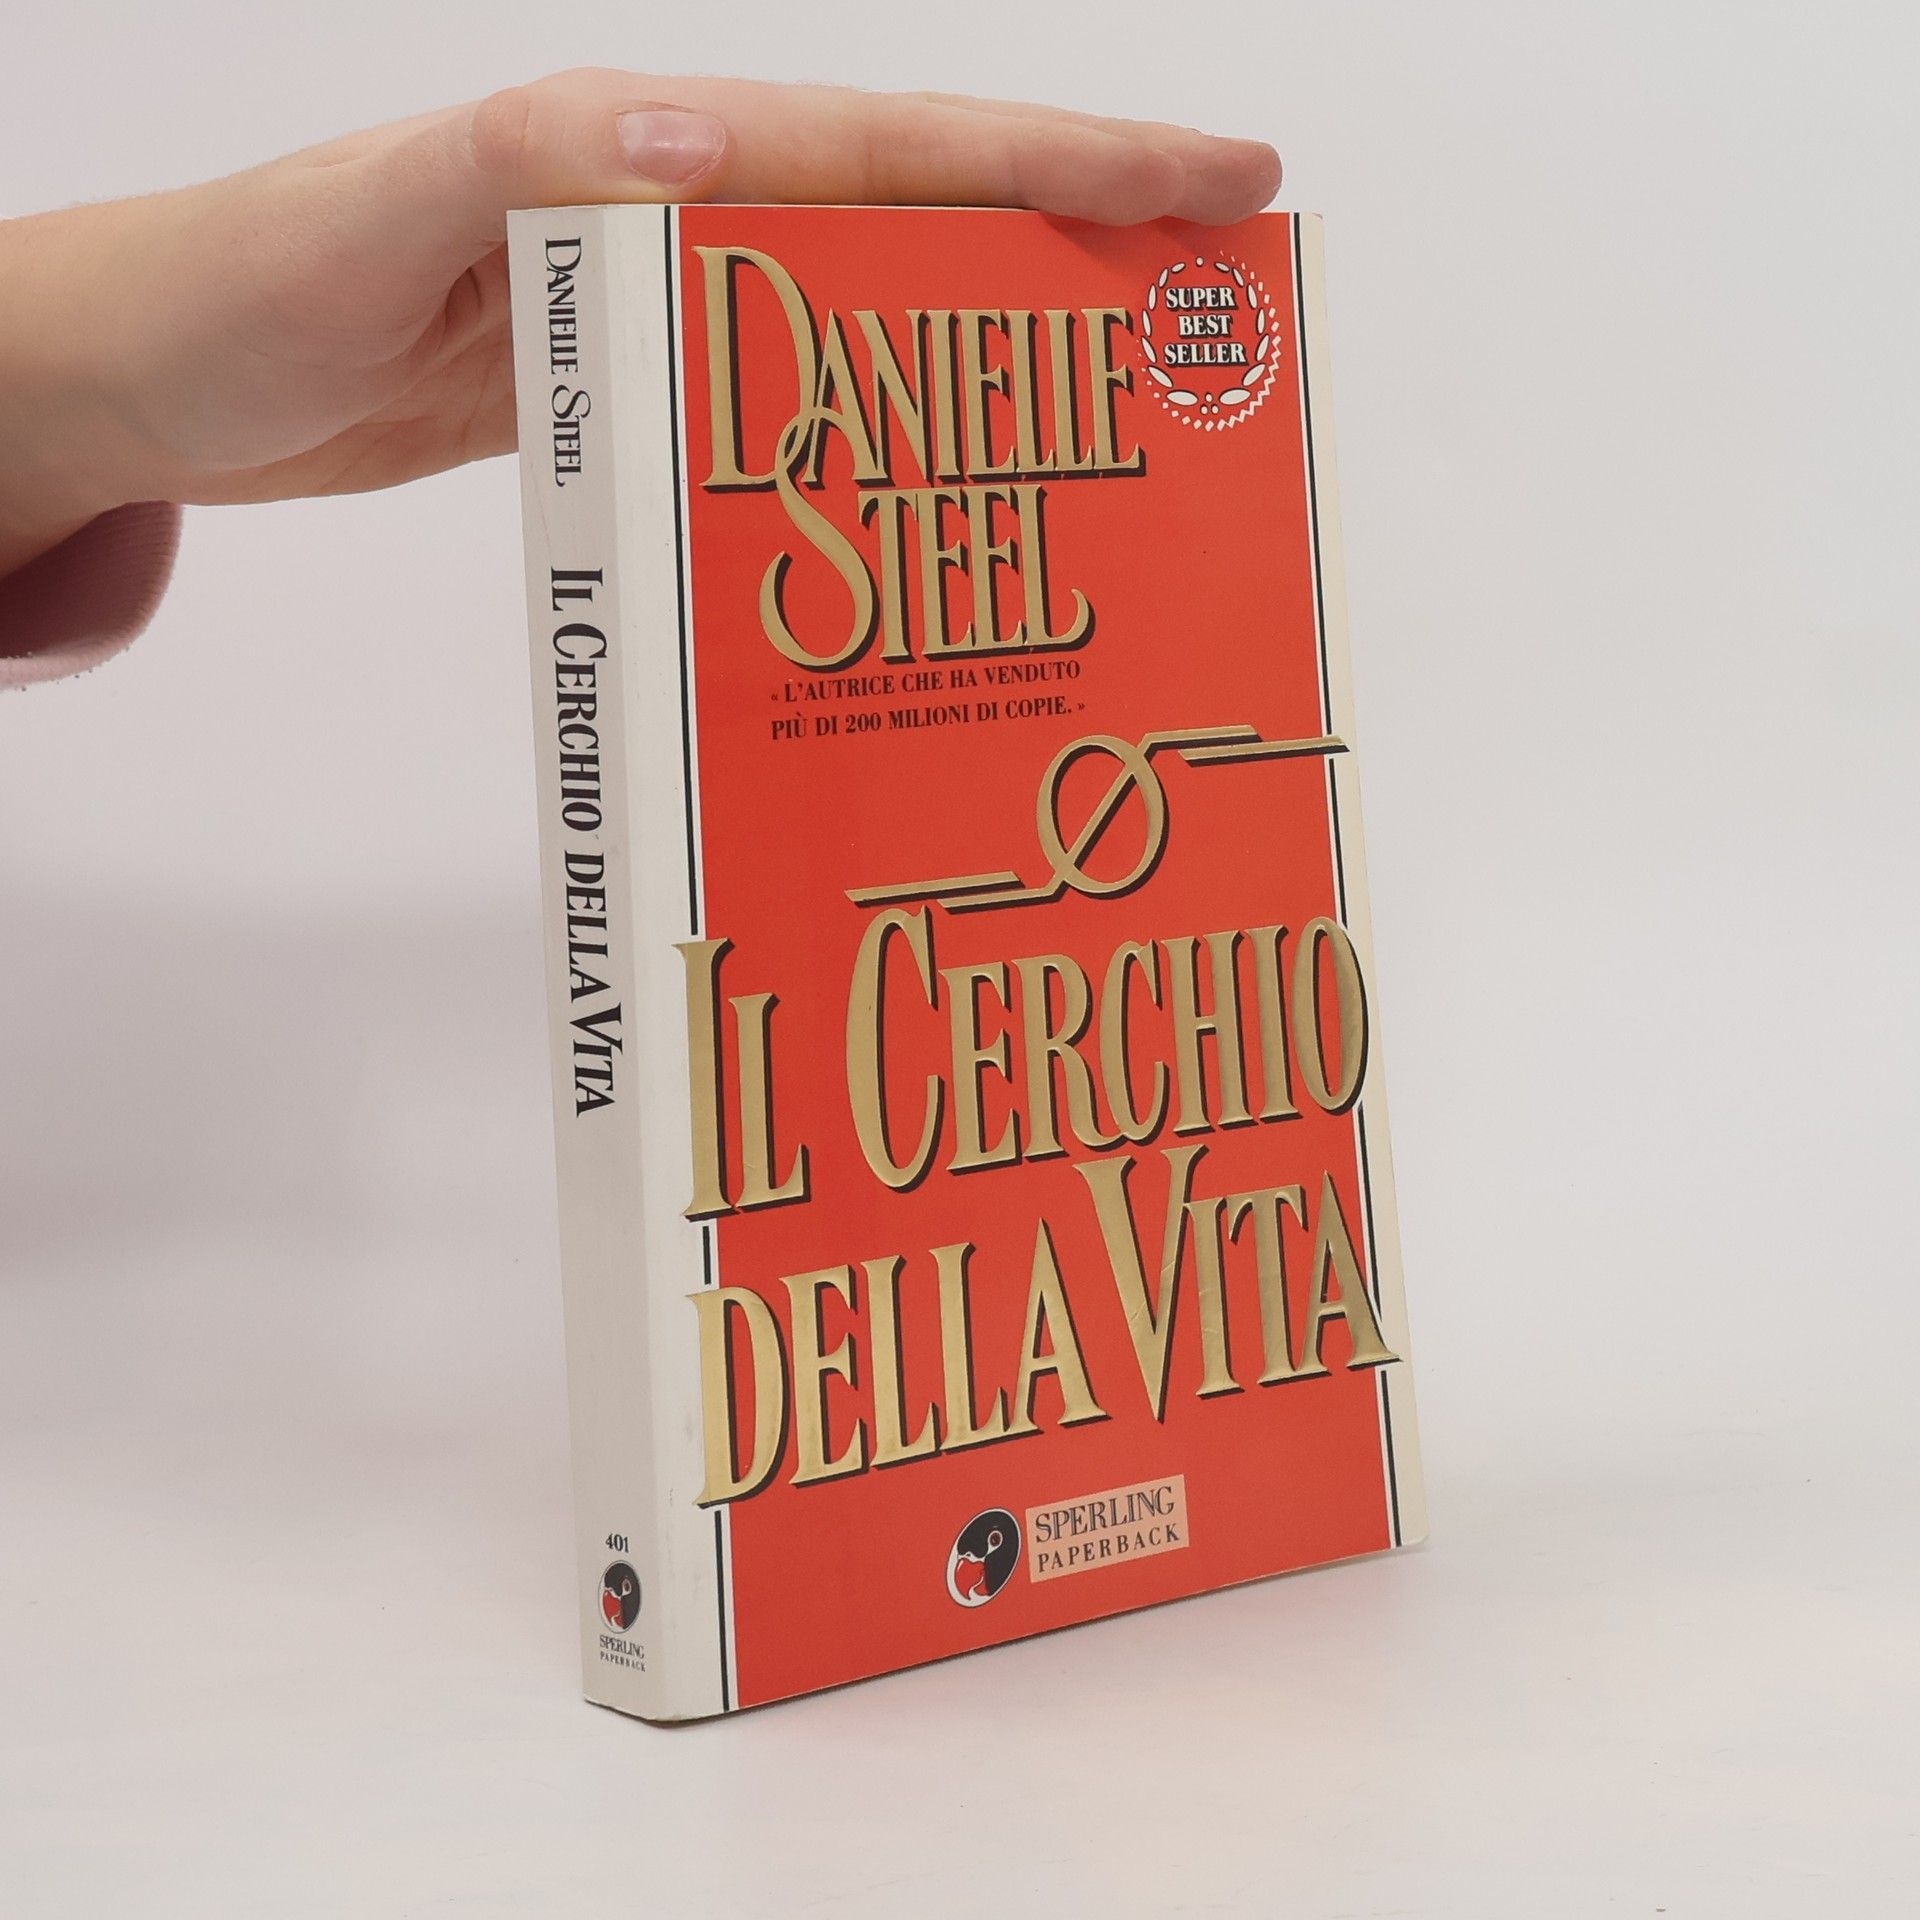 DANIELLE STEEL IL CERCHIO DELLA VITA
401
SPERLING
PAPERBACK
DANIELLE
STEEL
SUPER
BEST
SELLER
« L'AUTRICE CHE HA VENDUTO
PIÙ DI 200 MILIONI DI COPIE. »
IL CERCHIO
DELLA VITA
SPERLING
PAPERBACK